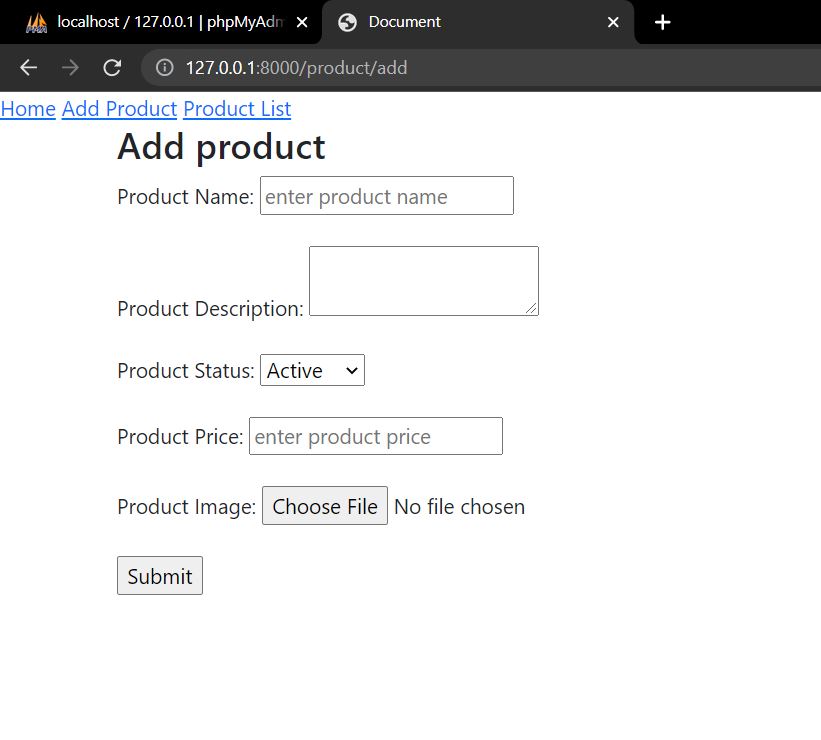 localhost / 127.0.0.1 | phpMyAdm
Document
127.0.0.1:8000/product/add
Home Add Product Product List
Add product
Product Name: enter product name
Product Description:
Product Status: Active
Product Price: enter product price
Product Image: Choose File No file chosen
Submit